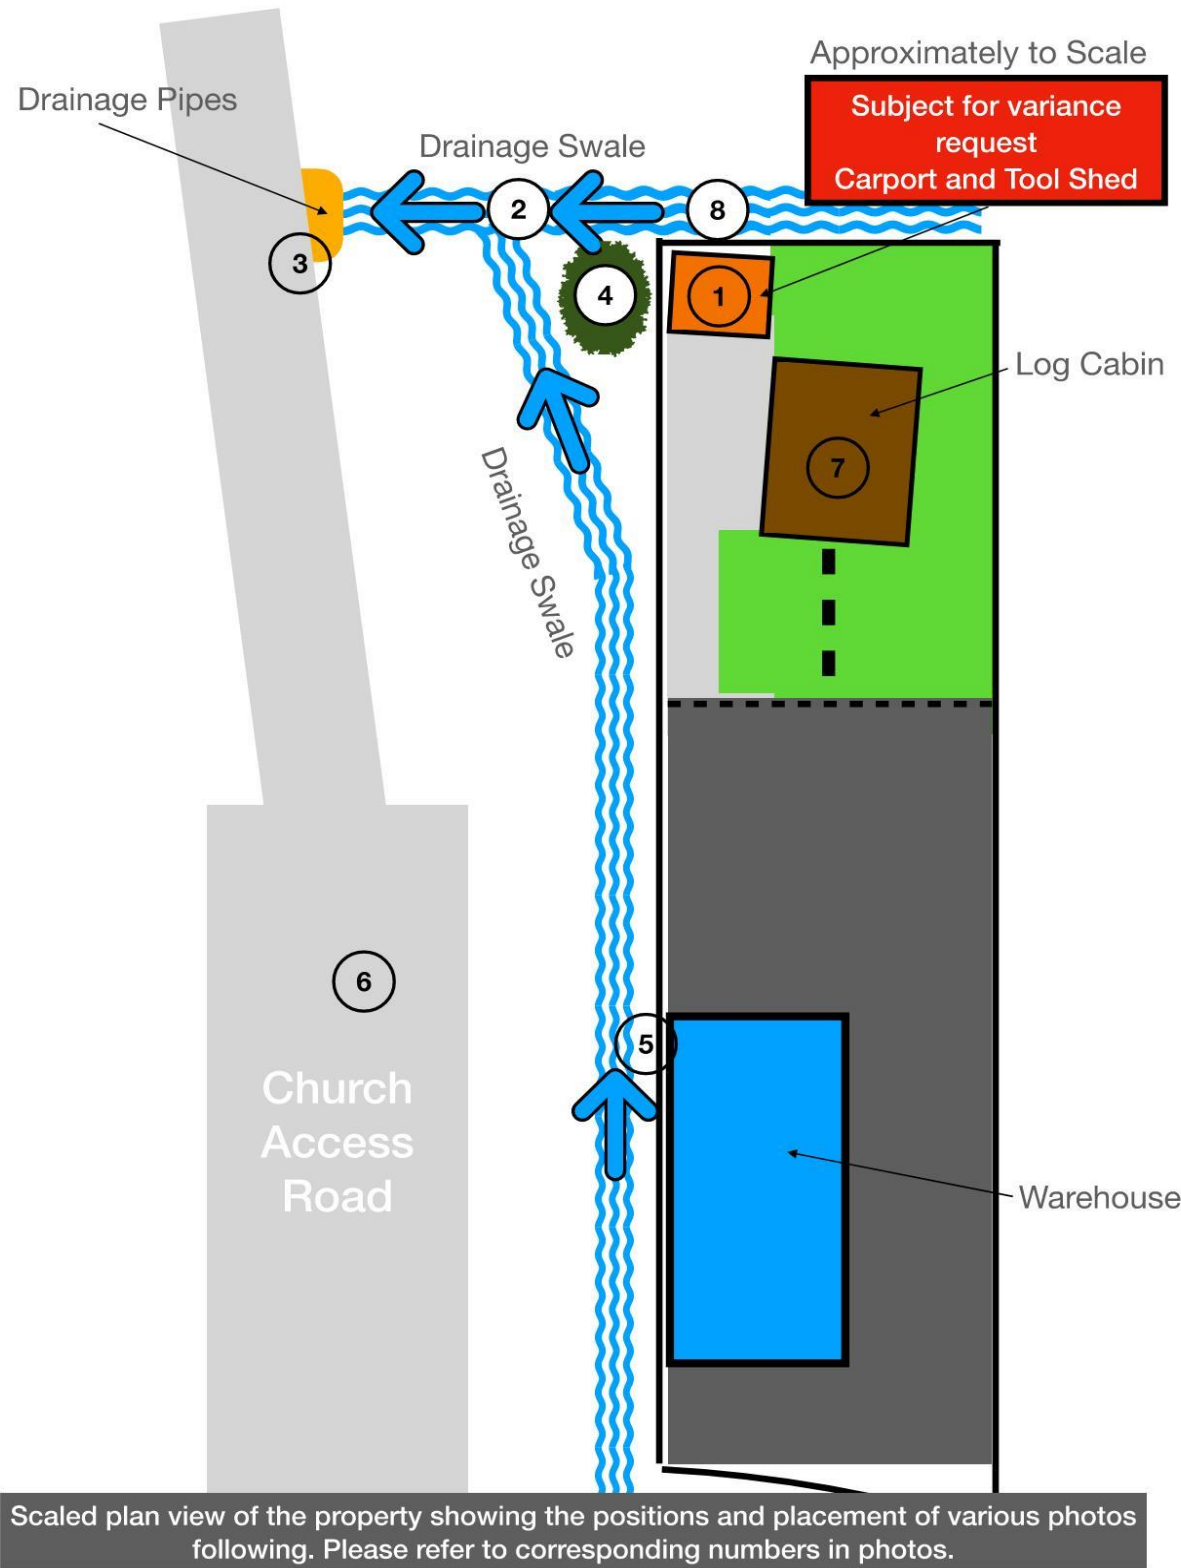 Approximately to Scale
Subject for variance
request
Carport and Tool Shed
Drainage Pipes
Drainage Swale
2
8
3
4
1
Log Cabin
7
Drainage Swale
6
5
Church
Access
Road
Warehouse
Scaled plan view of the property showing the positions and placement of various photos
following. Please refer to corresponding numbers in photos.